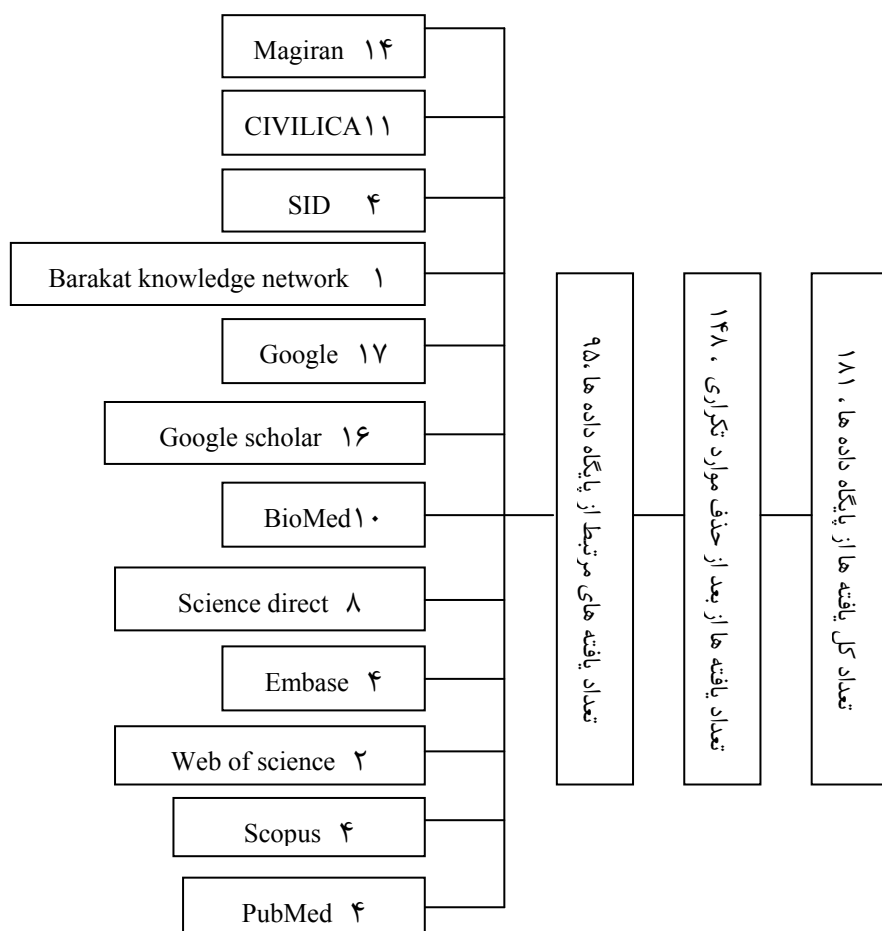 Magiran ۱۴
CIVILICA۱۱
SID ۴
Barakat knowledge network ۱
Google ۱۷
Google scholar ۱۶
BioMed۱۰
Science direct ۸
Embase ۴
Web of science ۲
Scopus ۴
PubMed ۴
تعداد یافته های مرتبط از پایگاه داده ها ،۹۵
تعداد یافته ها از بعد از حذف موارد تکراری ، ۱۴۸
تعداد کل یافته ها از پایگاه داده ها ، ۱۸۱